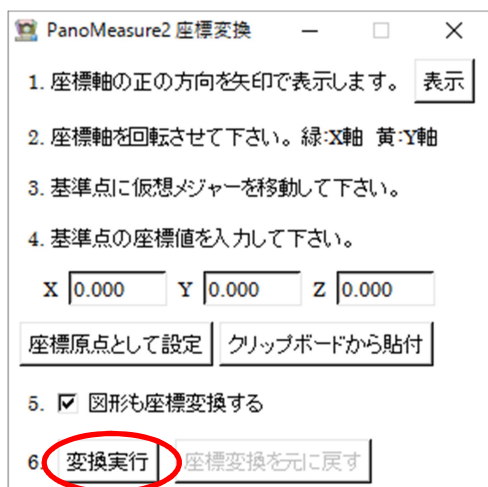 PanoMeasure2 座標変換
1. 座標軸の正の方向を矢印で表示します。 表示
2. 座標軸を回転させて下さい。緑:X軸 黄:Y軸
3. 基準点に仮想メジャーを移動して下さい。
4. 基準点の座標値を入力して下さい。
X 0.000 Y 0.000 Z 0.000
座標原点として設定 クリップボードから貼付
5. 図形も座標変換する
6. 変換実行 座標変換を元に戻す